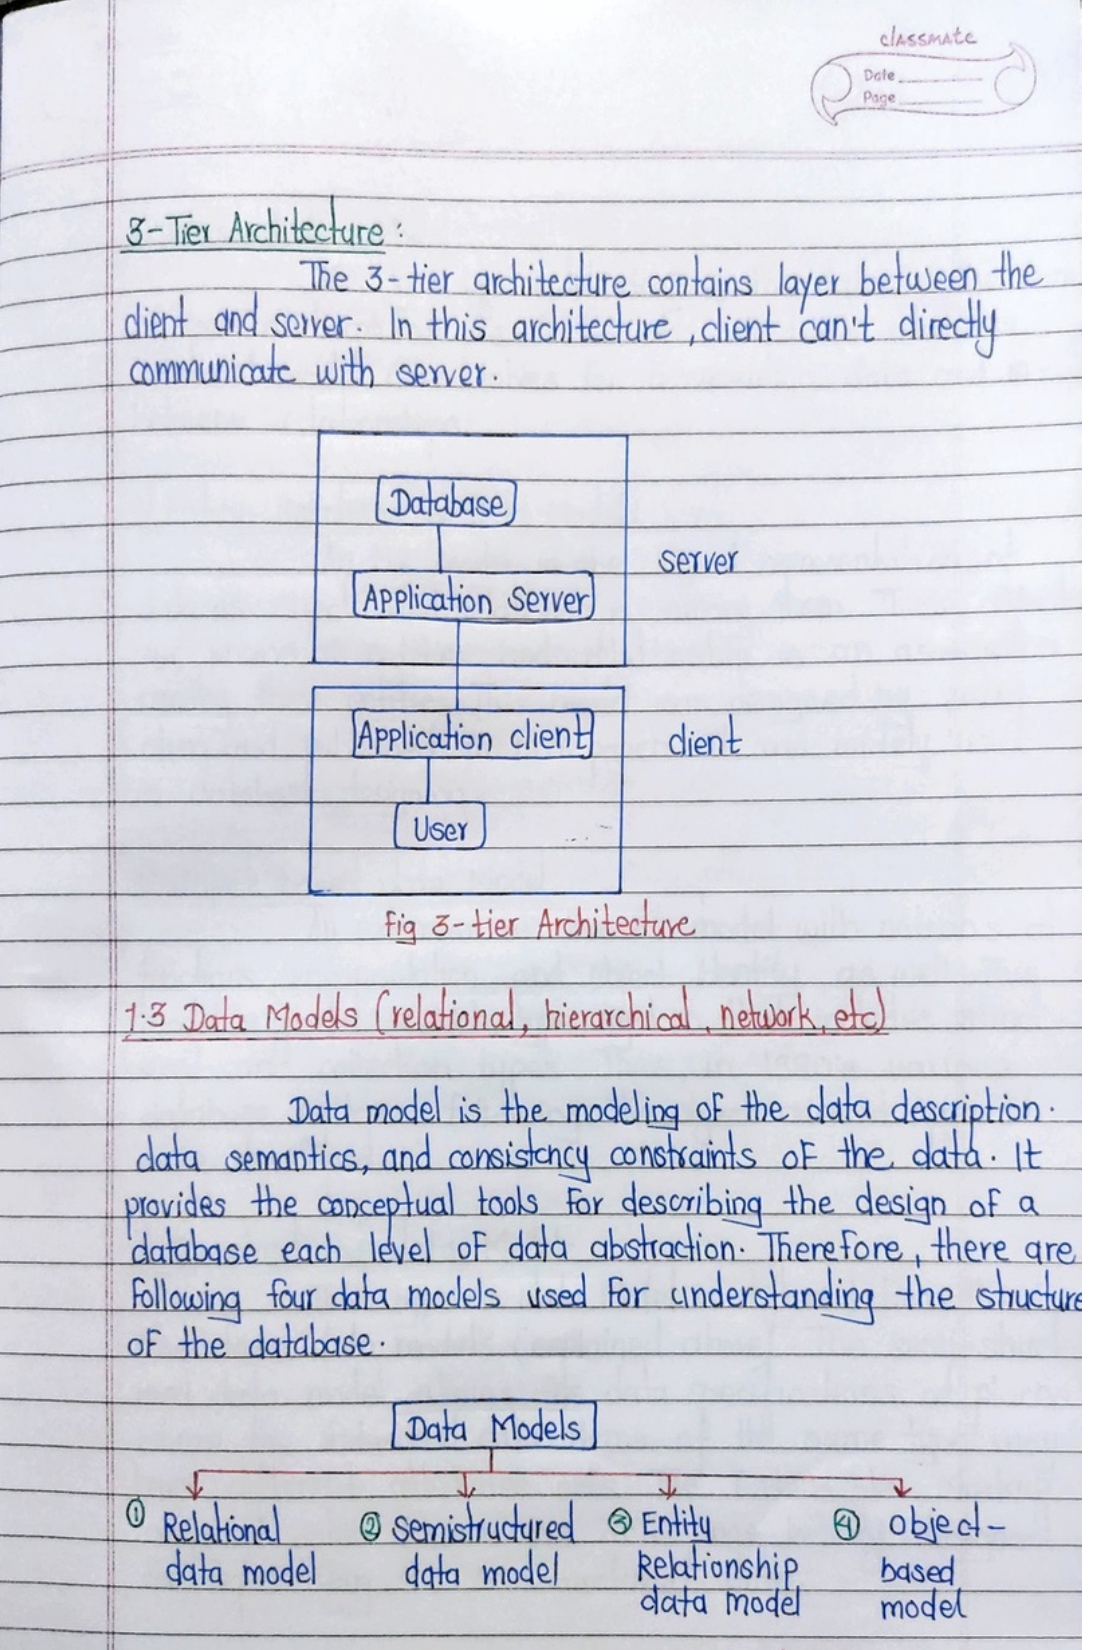 classmate
Date
Page
3-Tier Architecture :
The 3-tier architecture contains layer between the
client and server. In this architecture, client can't directly
communicate with server.
Database
server
Application Server
Application client
client
User
Fig 3-tier Architecture
1.3 Data Models (relational, hierarchical, network, etc)
Data model is the modeling of the data description.
data semantics, and consistency constraints of the data. It
provides the conceptual tools for describing the design of a
database each level of data abstraction. Therefore, there are
following four data models used for understanding the structure
of the database.
Data Models
① Relational ② semistructured ③ Entity ④ object-
data model data model Relationship based
data model model